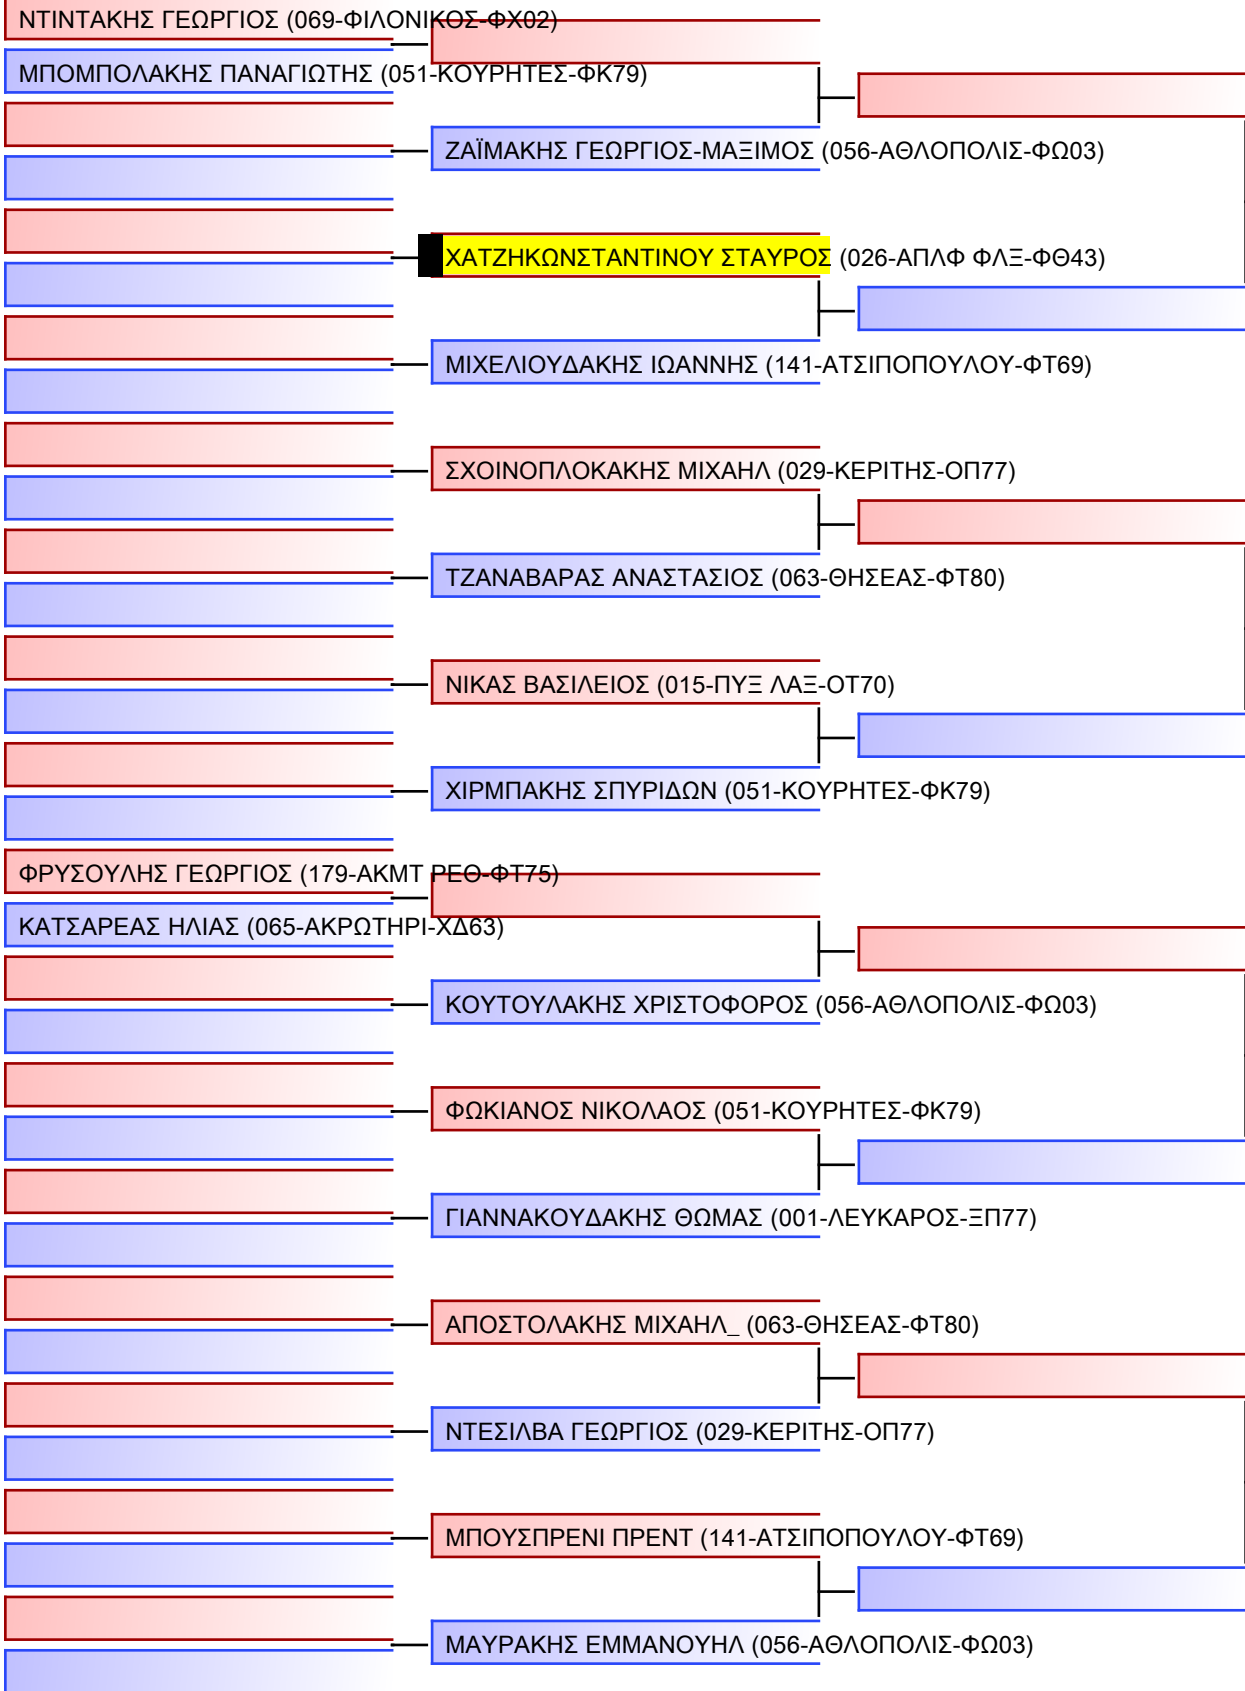 ΝΤΙΝΤΑΚΗΣ ΓΕΩΡΓΙΟΣ (069-ΦΙΛΟΝΙΚΟΣ-ΦΧ02)
ΜΠΟΜΠΟΛΑΚΗΣ ΠΑΝΑΓΙΩΤΗΣ (051-ΚΟΥΡΗΤΕΣ-ΦΚ79)
ΖΑΪΜΑΚΗΣ ΓΕΩΡΓΙΟΣ-ΜΑΞΙΜΟΣ (056-ΑΘΛΟΠΟΛΙΣ-ΦΩ03)
ΧΑΤΖΗΚΩΝΣΤΑΝΤΙΝΟΥ ΣΤΑΥΡΟΣ (026-ΑΠΛΦ ΦΛΞ-ΦΘ43)
ΜΙΧΕΛΙΟΥΔΑΚΗΣ ΙΩΑΝΝΗΣ (141-ΑΤΣΙΠΟΠΟΥΛΟΥ-ΦΤ69)
ΣΧΟΙΝΟΠΛΟΚΑΚΗΣ ΜΙΧΑΗΛ (029-ΚΕΡΙΤΗΣ-ΟΠ77)
ΤΖΑΝΑΒΑΡΑΣ ΑΝΑΣΤΑΣΙΟΣ (063-ΘΗΣΕΑΣ-ΦΤ80)
ΝΙΚΑΣ ΒΑΣΙΛΕΙΟΣ (015-ΠΥΞ ΛΑΞ-ΟΤ70)
ΧΙΡΜΠΑΚΗΣ ΣΠΥΡΙΔΩΝ (051-ΚΟΥΡΗΤΕΣ-ΦΚ79)
ΦΡΥΣΟΥΛΗΣ ΓΕΩΡΓΙΟΣ (179-ΑΚΜΤ ΡΕΘ-ΦΤ75)
ΚΑΤΣΑΡΕΑΣ ΗΛΙΑΣ (065-ΑΚΡΩΤΗΡΙ-ΧΔ63)
ΚΟΥΤΟΥΛΑΚΗΣ ΧΡΙΣΤΟΦΟΡΟΣ (056-ΑΘΛΟΠΟΛΙΣ-ΦΩ03)
ΦΩΚΙΑΝΟΣ ΝΙΚΟΛΑΟΣ (051-ΚΟΥΡΗΤΕΣ-ΦΚ79)
ΓΙΑΝΝΑΚΟΥΔΑΚΗΣ ΘΩΜΑΣ (001-ΛΕΥΚΑΡΟΣ-ΞΠ77)
ΑΠΟΣΤΟΛΑΚΗΣ ΜΙΧΑΗΛ_ (063-ΘΗΣΕΑΣ-ΦΤ80)
ΝΤΕΣΙΛΒΑ ΓΕΩΡΓΙΟΣ (029-ΚΕΡΙΤΗΣ-ΟΠ77)
ΜΠΟΥΣΠΡΕΝΙ ΠΡΕΝΤ (141-ΑΤΣΙΠΟΠΟΥΛΟΥ-ΦΤ69)
ΜΑΥΡΑΚΗΣ ΕΜΜΑΝΟΥΗΛ (056-ΑΘΛΟΠΟΛΙΣ-ΦΩ03)